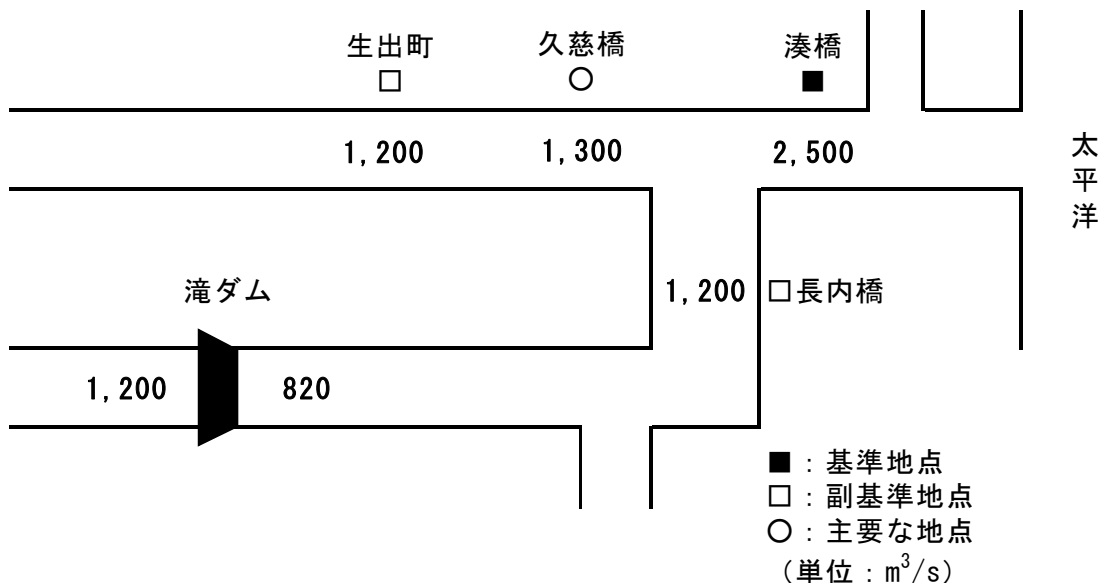 生出町
久慈橋
湊橋
□
○
■
1,200
1,300
2,500
太平洋
滝ダム
1,200
□長内橋
1,200
820
■：基準地点
□：副基準地点
○：主要な地点
（単位：m³/s）